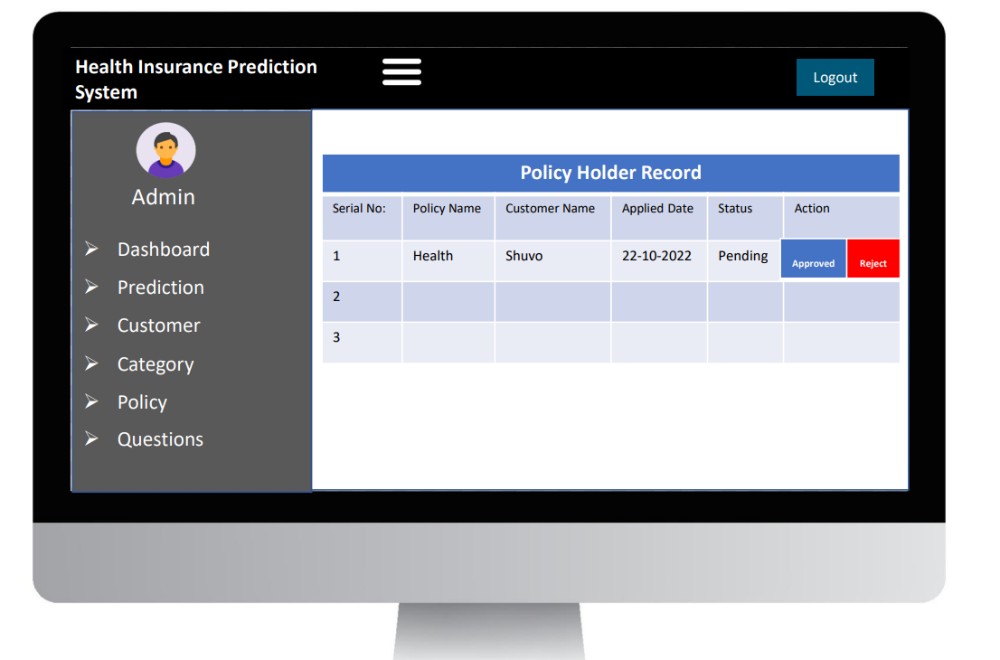 Health Insurance Prediction
System
Logout
Admin
Dashboard
Prediction
Customer
Category
Policy
Questions
Policy Holder Record
Serial No: Policy Name Customer Name Applied Date Status Action
1 Health Shuvo 22-10-2022 Pending Approved Reject
2
3